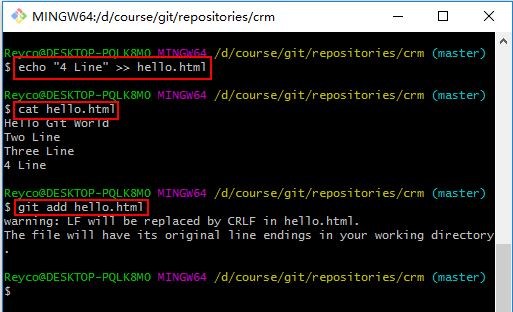 MINGW64:/d/course/git/repositories/crm
Reyco@DESKTOP-PQLK8MO MINGW64 /d/course/git/repositories/crm (master)
$ echo "4 Line" >> hello.html
Reyco@DESKTOP-PQLK8MO MINGW64 /d/course/git/repositories/crm (master)
$ cat hello.html
Hello Git World
Two Line
Three Line
4 Line
Reyco@DESKTOP-PQLK8MO MINGW64 /d/course/git/repositories/crm (master)
$ git add hello.html
warning: LF will be replaced by CRLF in hello.html.
The file will have its original line endings in your working directory
.
Reyco@DESKTOP-PQLK8MO MINGW64 /d/course/git/repositories/crm (master)
$